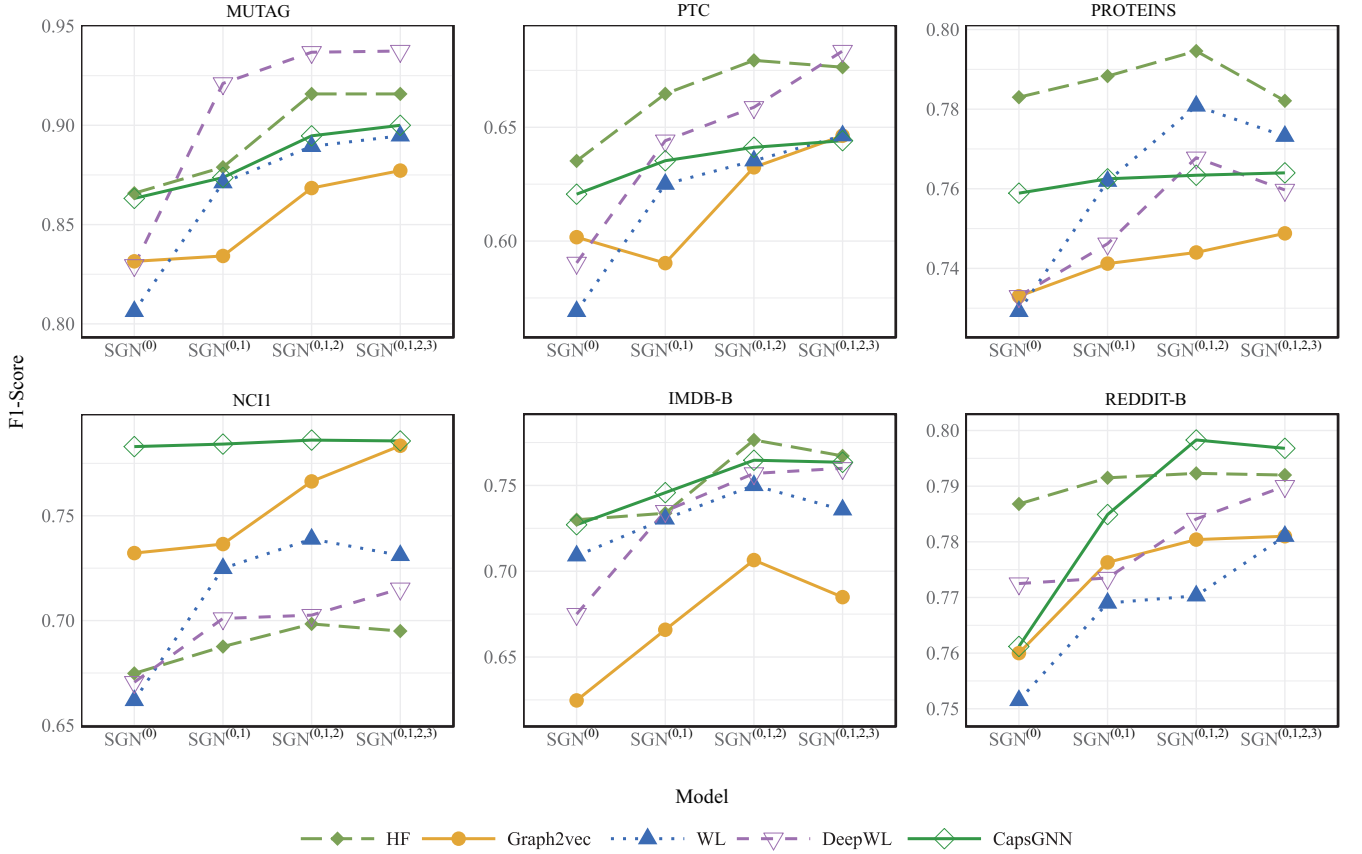 MUTAG
PTC
PROTEINS
0.95
0.90
0.85
0.80
0.65
0.60
0.80
0.78
0.76
0.74
SGN(0) SGN(0,1) SGN(0,1,2) SGN(0,1,2,3)
SGN(0) SGN(0,1) SGN(0,1,2) SGN(0,1,2,3)
SGN(0) SGN(0,1) SGN(0,1,2) SGN(0,1,2,3)
F1-Score
NCI1
IMDB-B
REDDIT-B
0.75
0.70
0.65
0.75
0.70
0.65
0.80
0.79
0.78
0.77
0.76
0.75
SGN(0) SGN(0,1) SGN(0,1,2) SGN(0,1,2,3)
SGN(0) SGN(0,1) SGN(0,1,2) SGN(0,1,2,3)
SGN(0) SGN(0,1) SGN(0,1,2) SGN(0,1,2,3)
Model
HF Graph2vec WL DeepWL CapsGNN